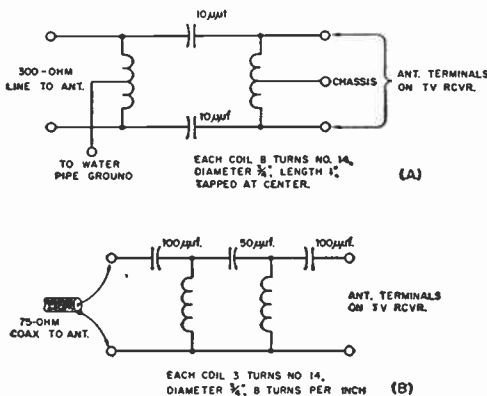 10µµf
300-OHM
LINE TO ANT.
CHASSIS
ANT. TERMINALS
ON TV RCVR.
10µµf.
TO WATER
PIPE GROUND
EACH COIL 8 TURNS NO. 14,
DIAMETER 3/4", LENGTH 1",
TAPPED AT CENTER.
(A)
100µµf.
50µµf.
100µµf.
75-OHM
COAX TO ANT.
ANT. TERMINALS
ON TV RCVR.
EACH COIL 3 TURNS NO 14,
DIAMETER 3/4", 8 TURNS PER INCH
(B)